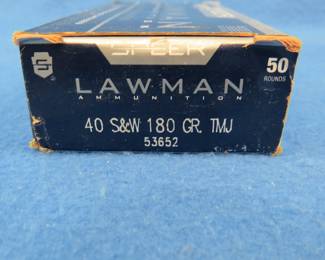 SPEER
LAWMAN
AMMUNITION
50
ROUNDS
40 S&W 180 GR. TMJ
53652